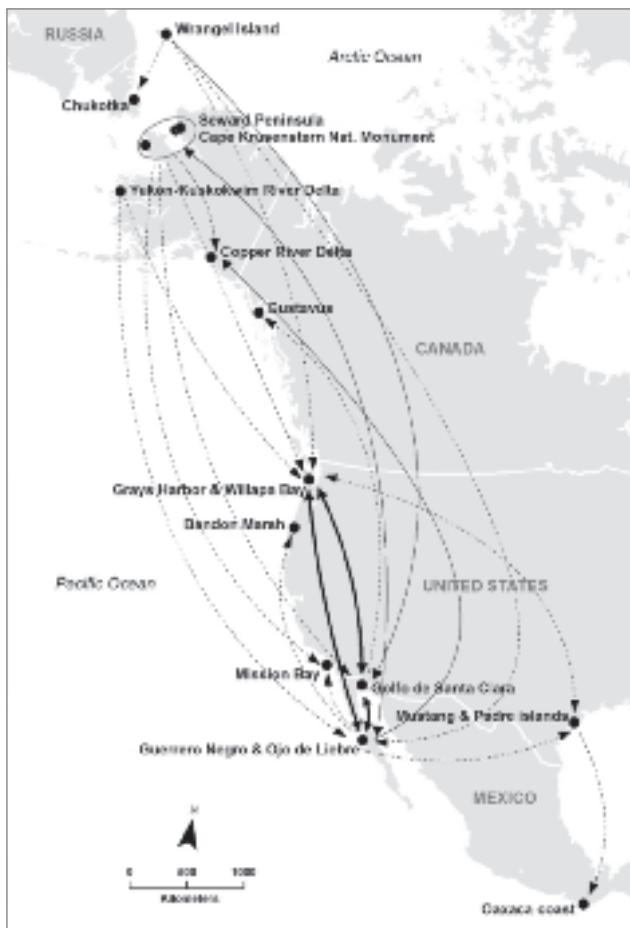 RUSSIA
Wrangel Island
Arctic Ocean
Chukotka
Seward Peninsula
Cape Krusenstern Nat. Monument
Yukon-Kuskokwim River Delta
Copper River Delta
Gustavus
CANADA
Grays Harbor & Willapa Bay
Bandon Marsh
Pacific Ocean
UNITED STATES
Mission Bay
Golfo de Santa Clara
Mustang & Padre islands
Guerrero Negro & Ojo de Liebre
MEXICO
N
0 500 1000
Kilometers
Oaxaca coast